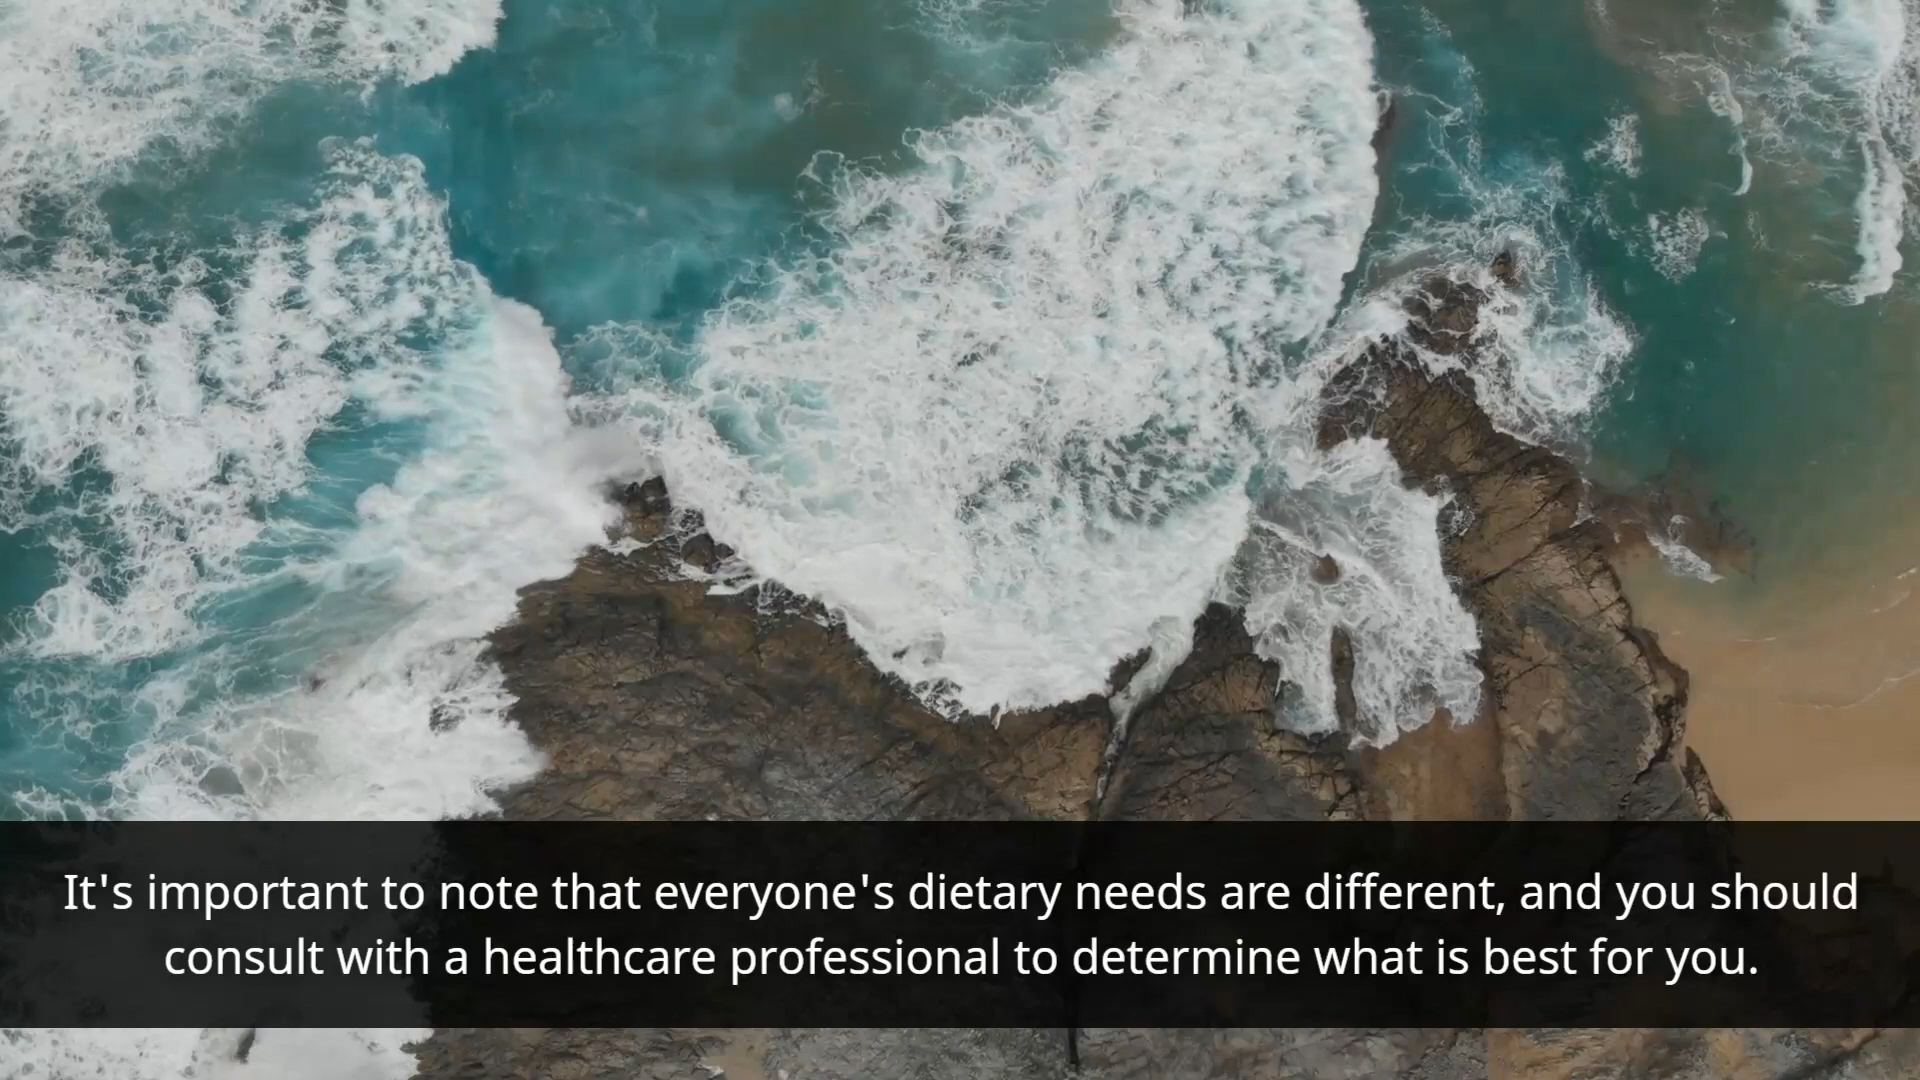 It's important to note that everyone's dietary needs are different, and you should
consult with a healthcare professional to determine what is best for you.